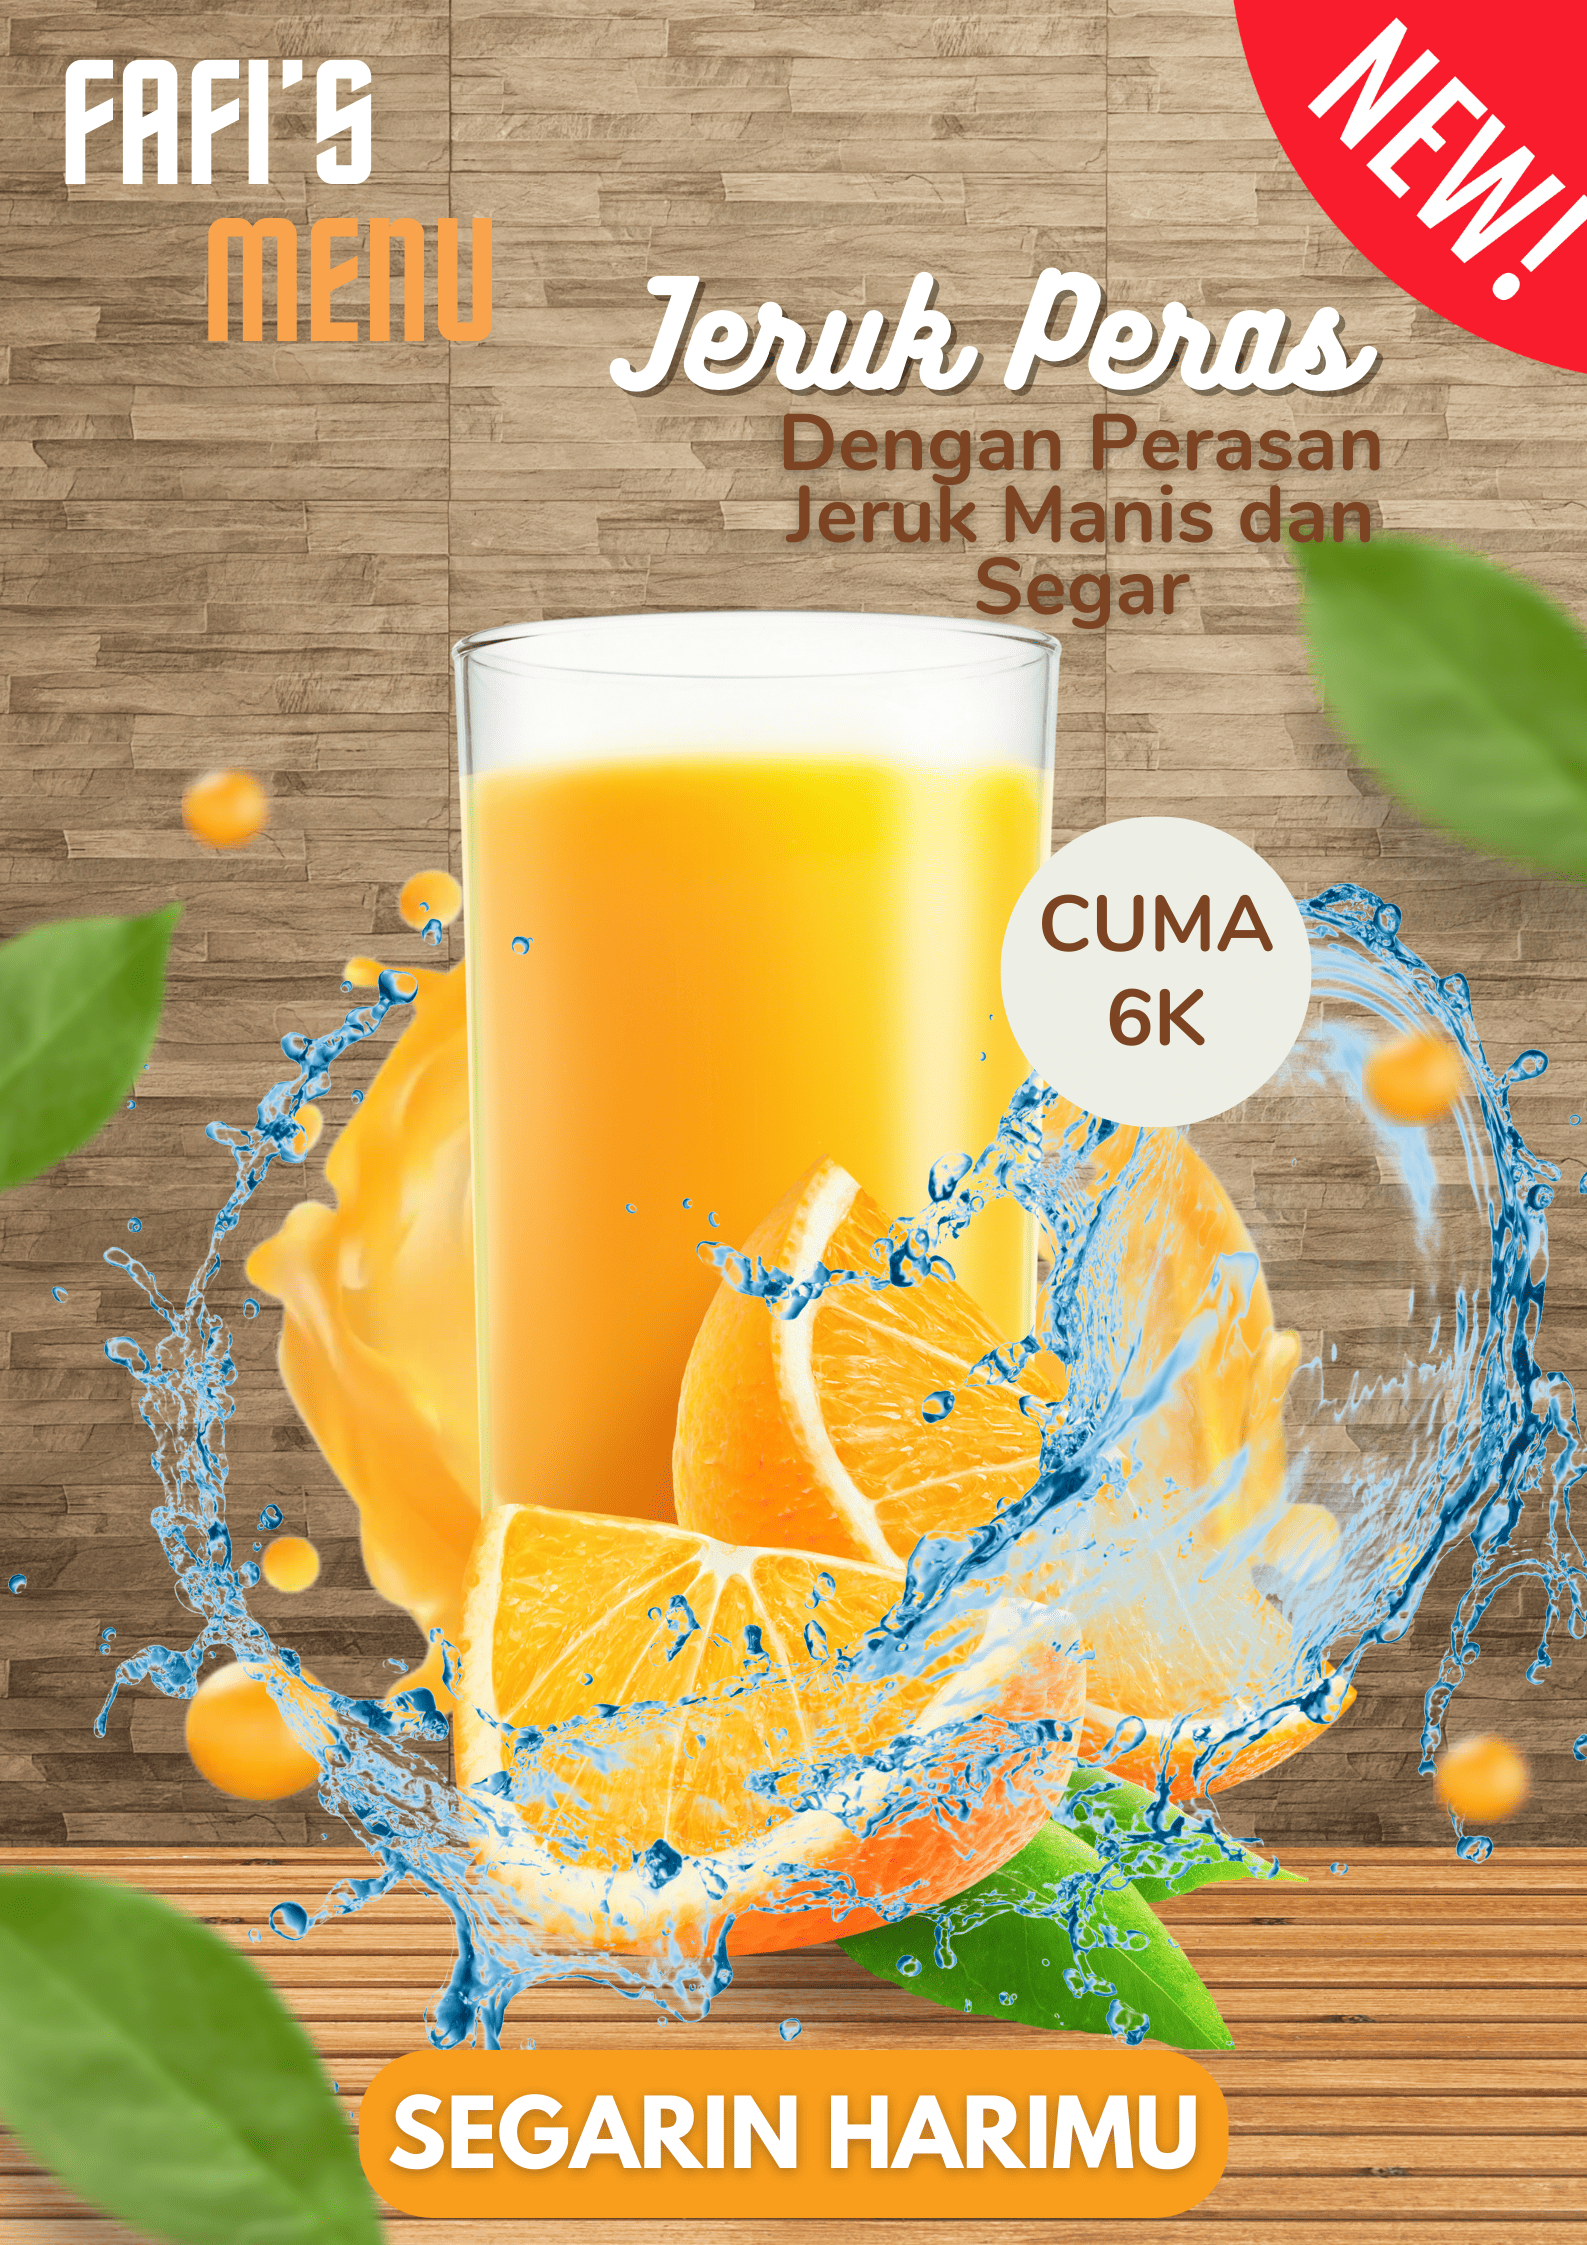 FAFI'S
MENU
NEW!
Jeruk Peras
Dengan Perasan
Jeruk Manis dan
Segar
CUMA
6K
SEGARIN HARIMU